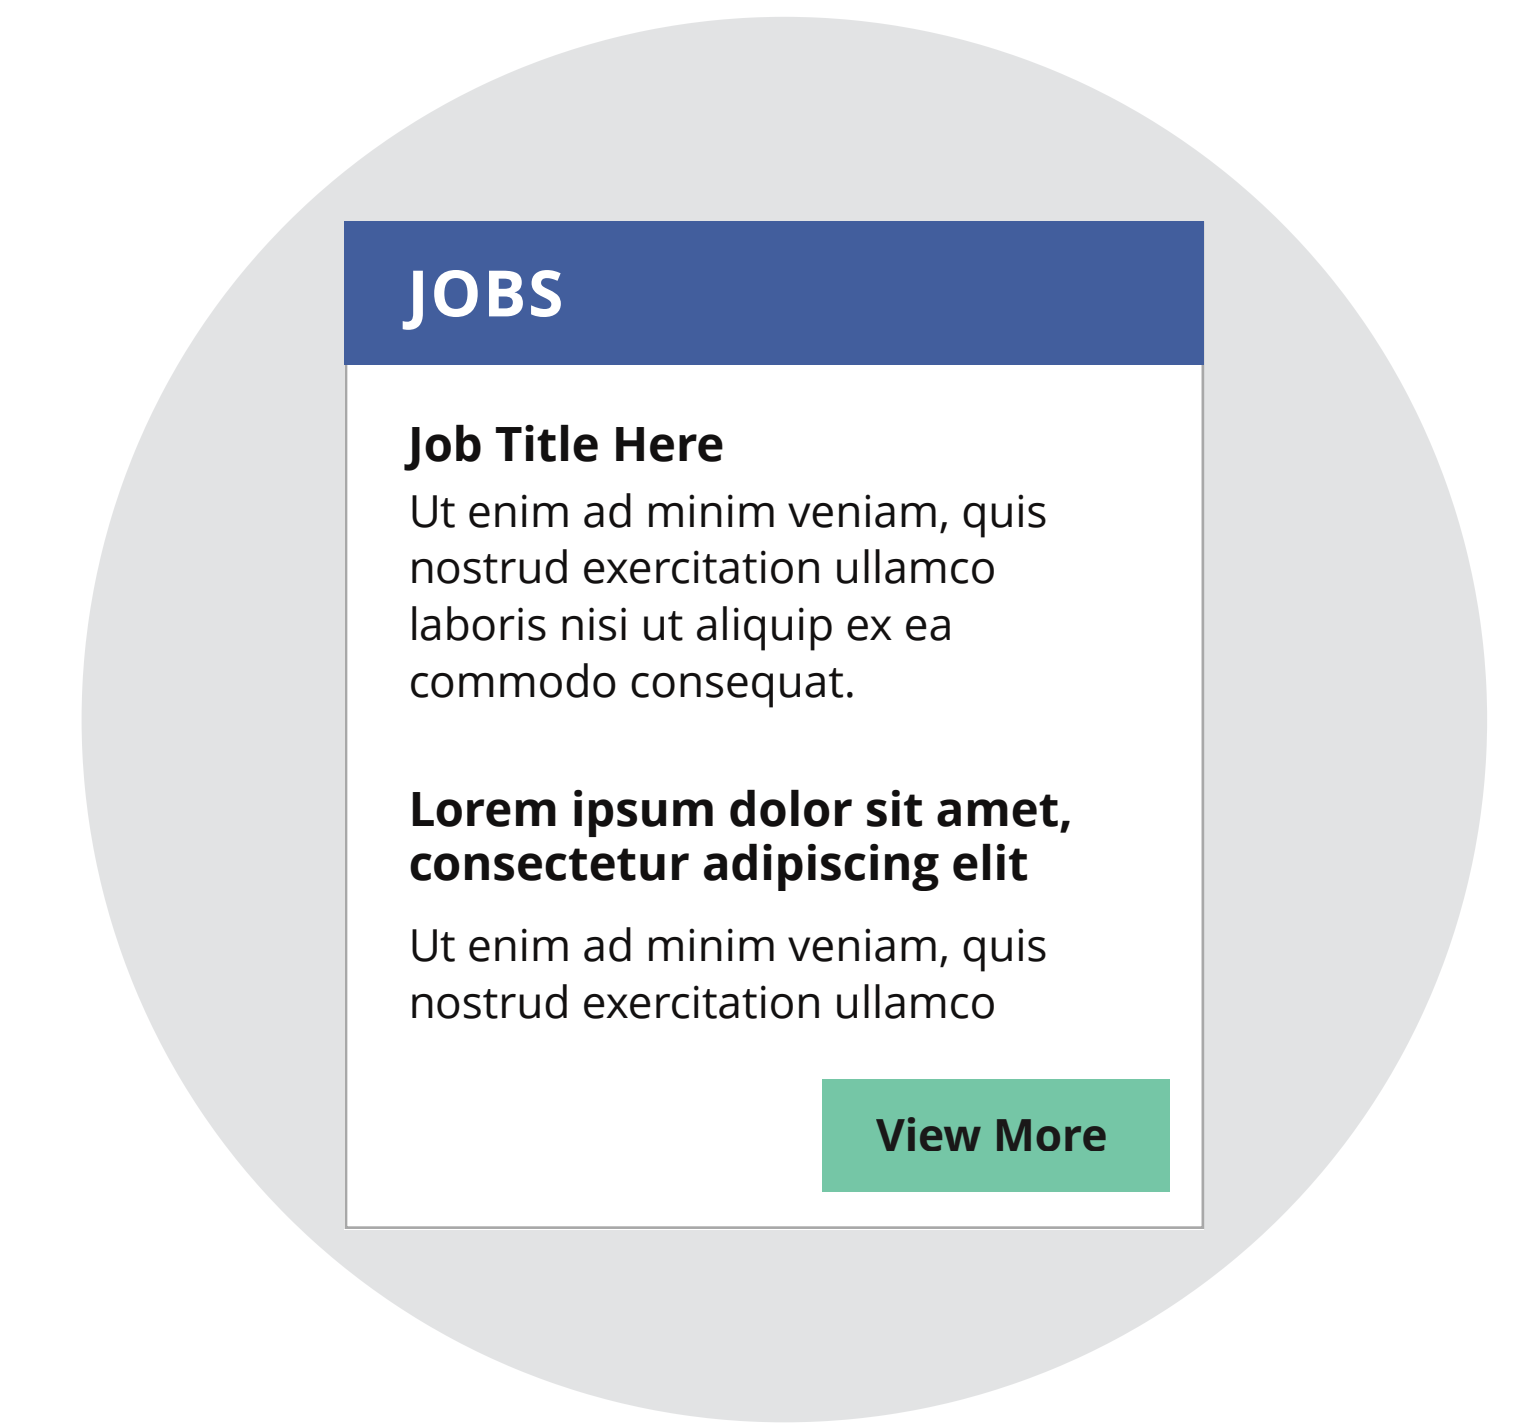 JOBS
Job Title Here
Ut enim ad minim veniam, quis
nostrud exercitation ullamco
laboris nisi ut aliquip ex ea
commodo consequat.
Lorem ipsum dolor sit amet,
consectetur adipiscing elit
Ut enim ad minim veniam, quis
nostrud exercitation ullamco
View More